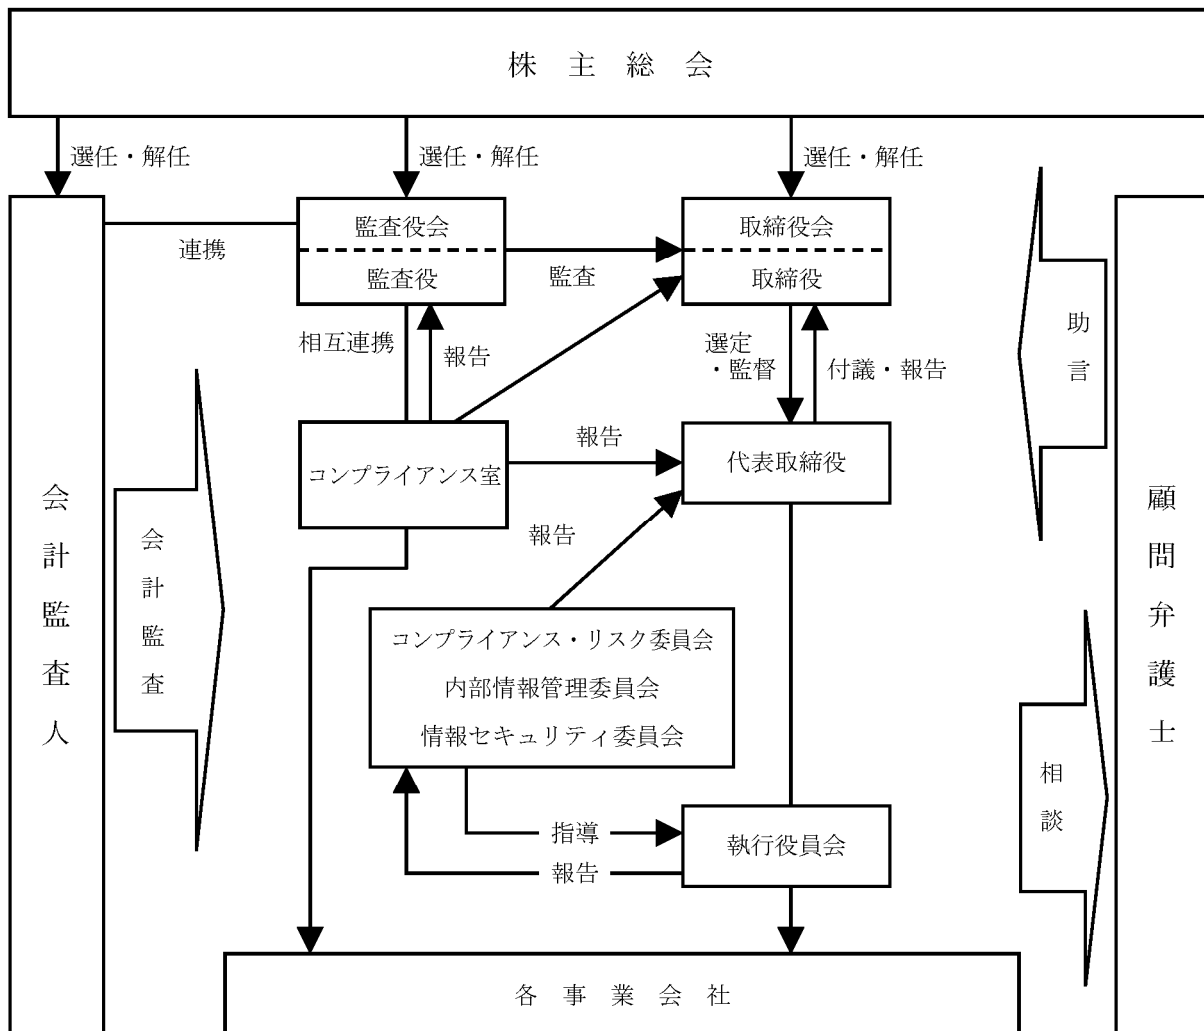 株主総会
選任・解任
選任・解任
選任・解任
監査役会
監査役
取締役会
取締役
連携
監査
相互連携
報告
選定
・監督
付議・報告
助言
コンプライアンス室
報告
代表取締役
報告
会計監査人
会計監査
顧問弁護士
コンプライアンス・リスク委員会
内部情報管理委員会
情報セキュリティ委員会
相談
指導
報告
執行役員会
各事業会社